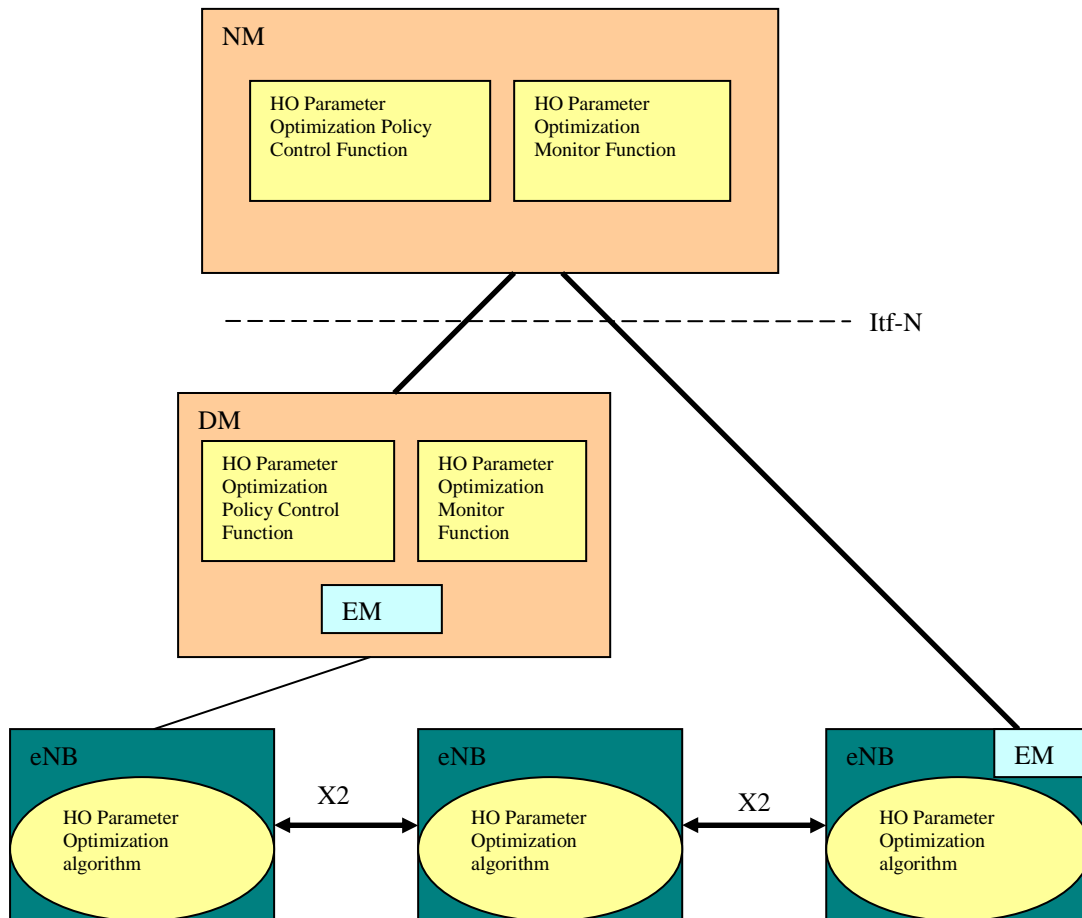 NM
HO Parameter
Optimization Policy
Control Function
HO Parameter
Optimization
Monitor Function
Itf-N
DM
HO Parameter
Optimization
Policy Control
Function
HO Parameter
Optimization
Monitor
Function
EM
eNB
HO Parameter
Optimization
algorithm
X2
eNB
HO Parameter
Optimization
algorithm
X2
eNB
EM
HO Parameter
Optimization
algorithm